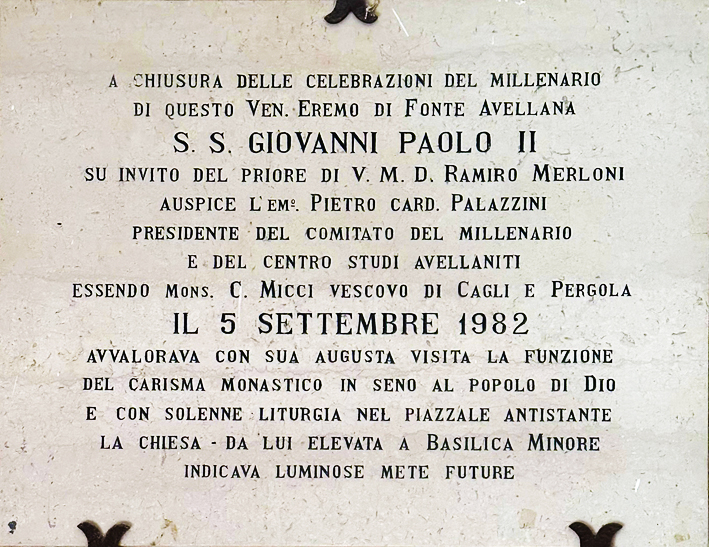 A CHIUSURA DELLE CELEBRAZIONI DEL MILLENARIO
DI QUESTO VEN. EREMO DI FONTE AVELLANA
S. S. GIOVANNI PAOLO II
SU INVITO DEL PRIORE DI V. M. D. RAMIRO MERLONI
AUSPICE L'EMº. PIETRO CARD. PALAZZINI
PRESIDENTE DEL COMITATO DEL MILLENARIO
E DEL CENTRO STUDI AVELLANITI
ESSENDO MONS. C. MICCI VESCOVO DI CAGLI E PERGOLA
IL 5 SETTEMBRE 1982
AVVALORAVA CON SUA AUGUSTA VISITA LA FUNZIONE
DEL CARISMA MONASTICO IN SENO AL POPOLO DI DIO
E CON SOLENNE LITURGIA NEL PIAZZALE ANTISTANTE
LA CHIESA - DA LUI ELEVATA A BASILICA MINORE
INDICAVA LUMINOSE METE FUTURE